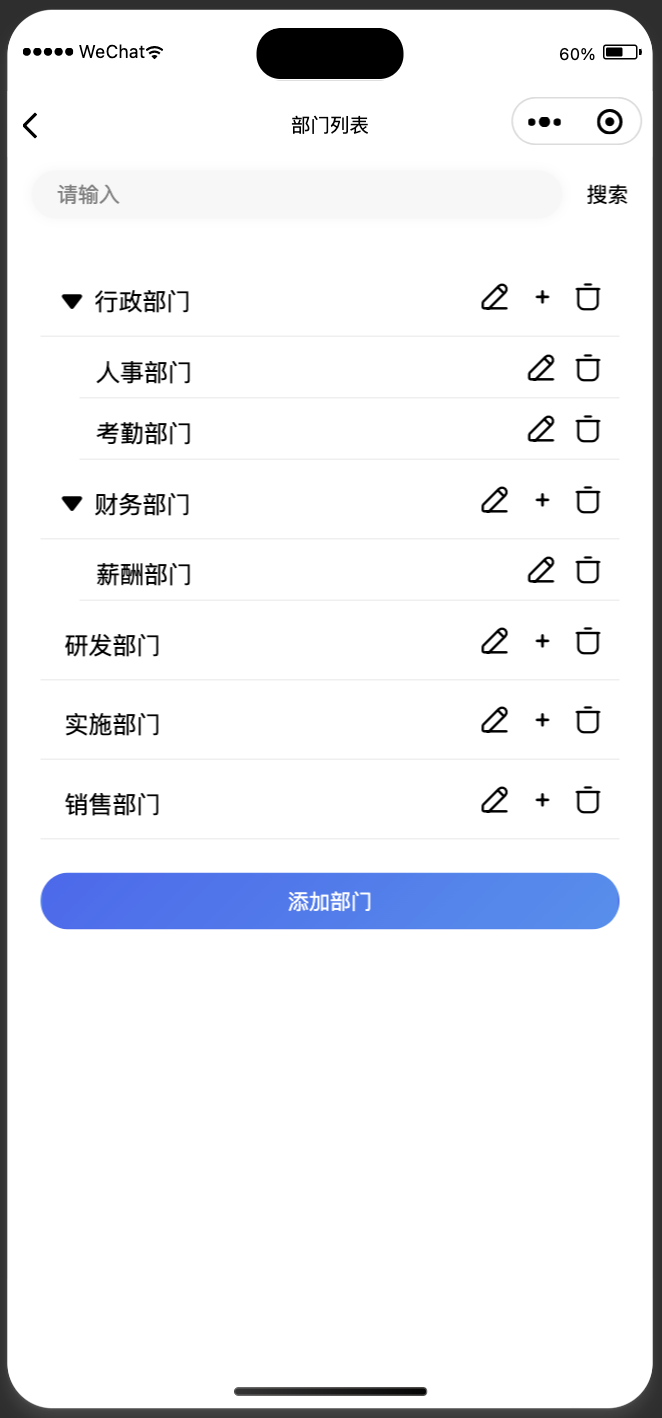 WeChat 60%
部门列表
请输入 搜索
行政部门
人事部门
考勤部门
财务部门
薪酬部门
研发部门
实施部门
销售部门
添加部门